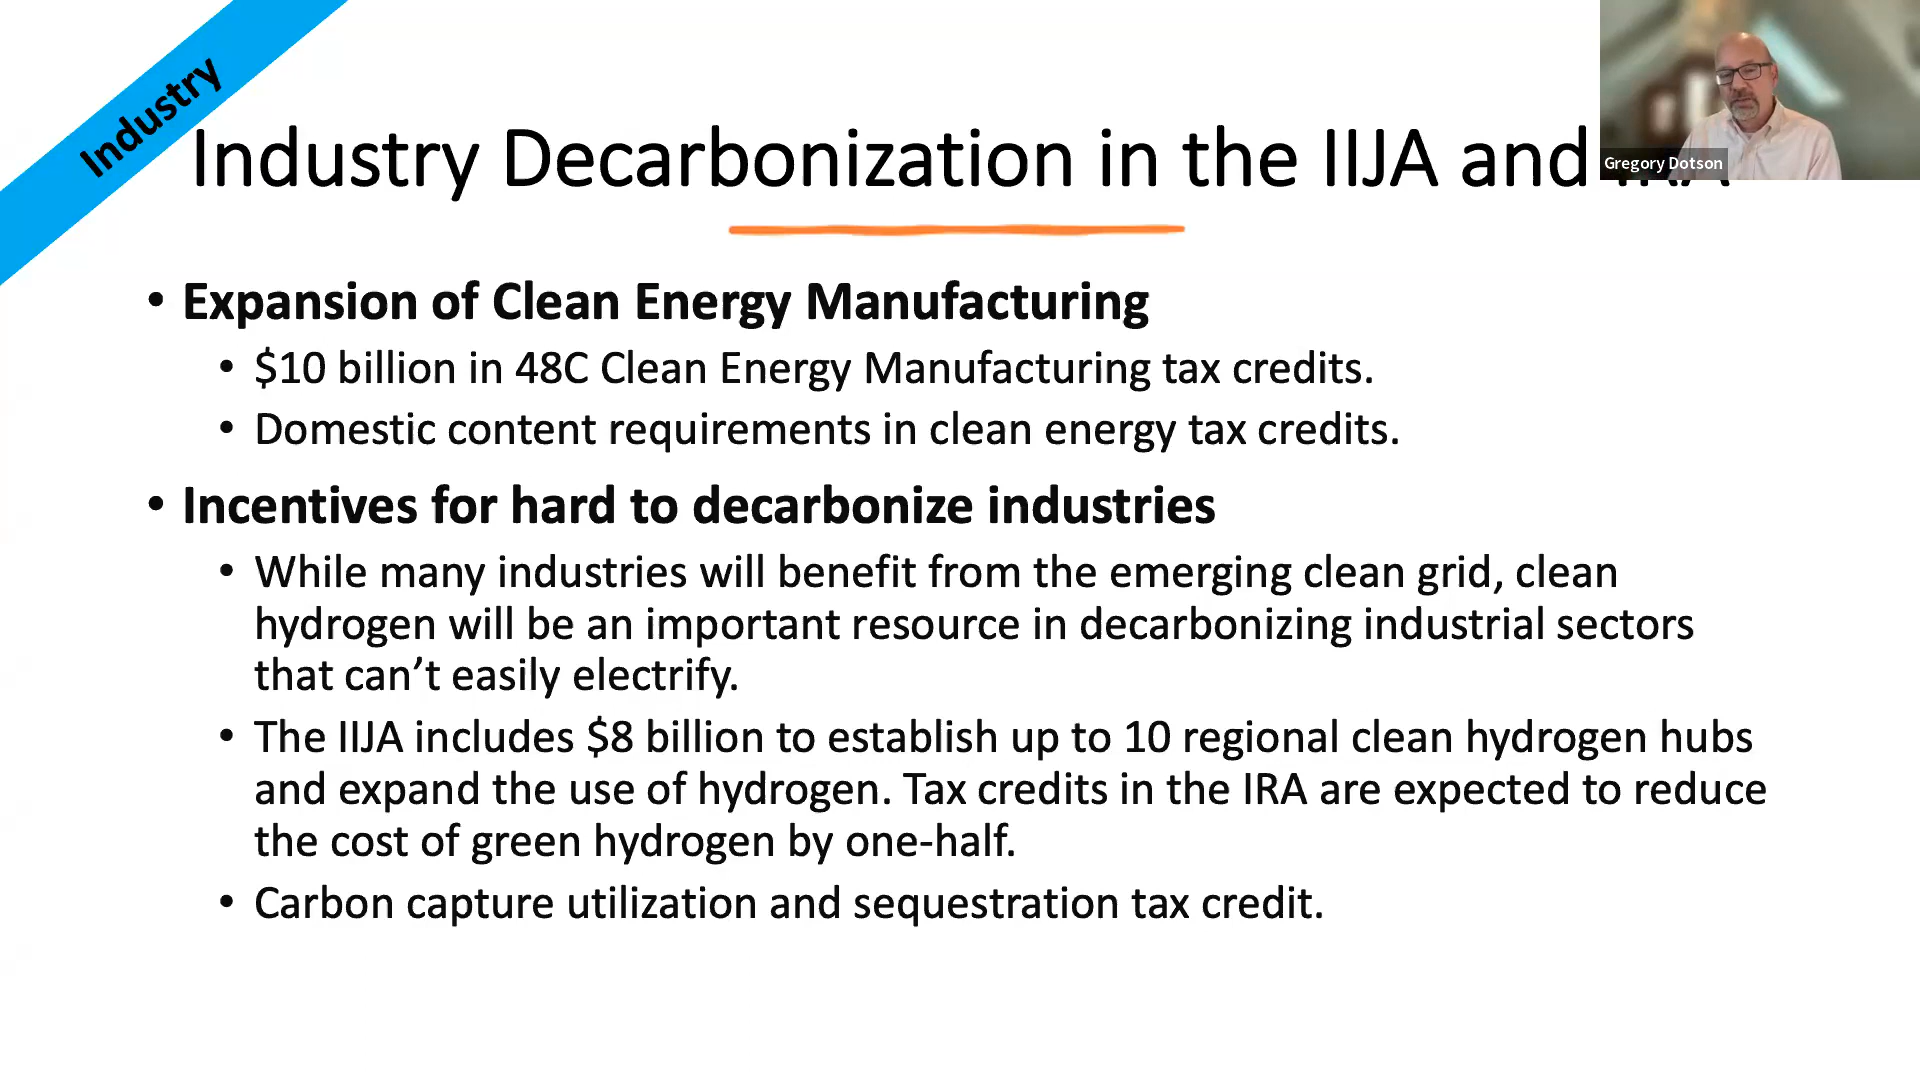 Industry
Industry Decarbonization in the IIJA and IRA
Gregory Dotson
• Expansion of Clean Energy Manufacturing
• $10 billion in 48C Clean Energy Manufacturing tax credits.
• Domestic content requirements in clean energy tax credits.
• Incentives for hard to decarbonize industries
• While many industries will benefit from the emerging clean grid, clean
hydrogen will be an important resource in decarbonizing industrial sectors
that can’t easily electrify.
• The IIJA includes $8 billion to establish up to 10 regional clean hydrogen hubs
and expand the use of hydrogen. Tax credits in the IRA are expected to reduce
the cost of green hydrogen by one-half.
• Carbon capture utilization and sequestration tax credit.